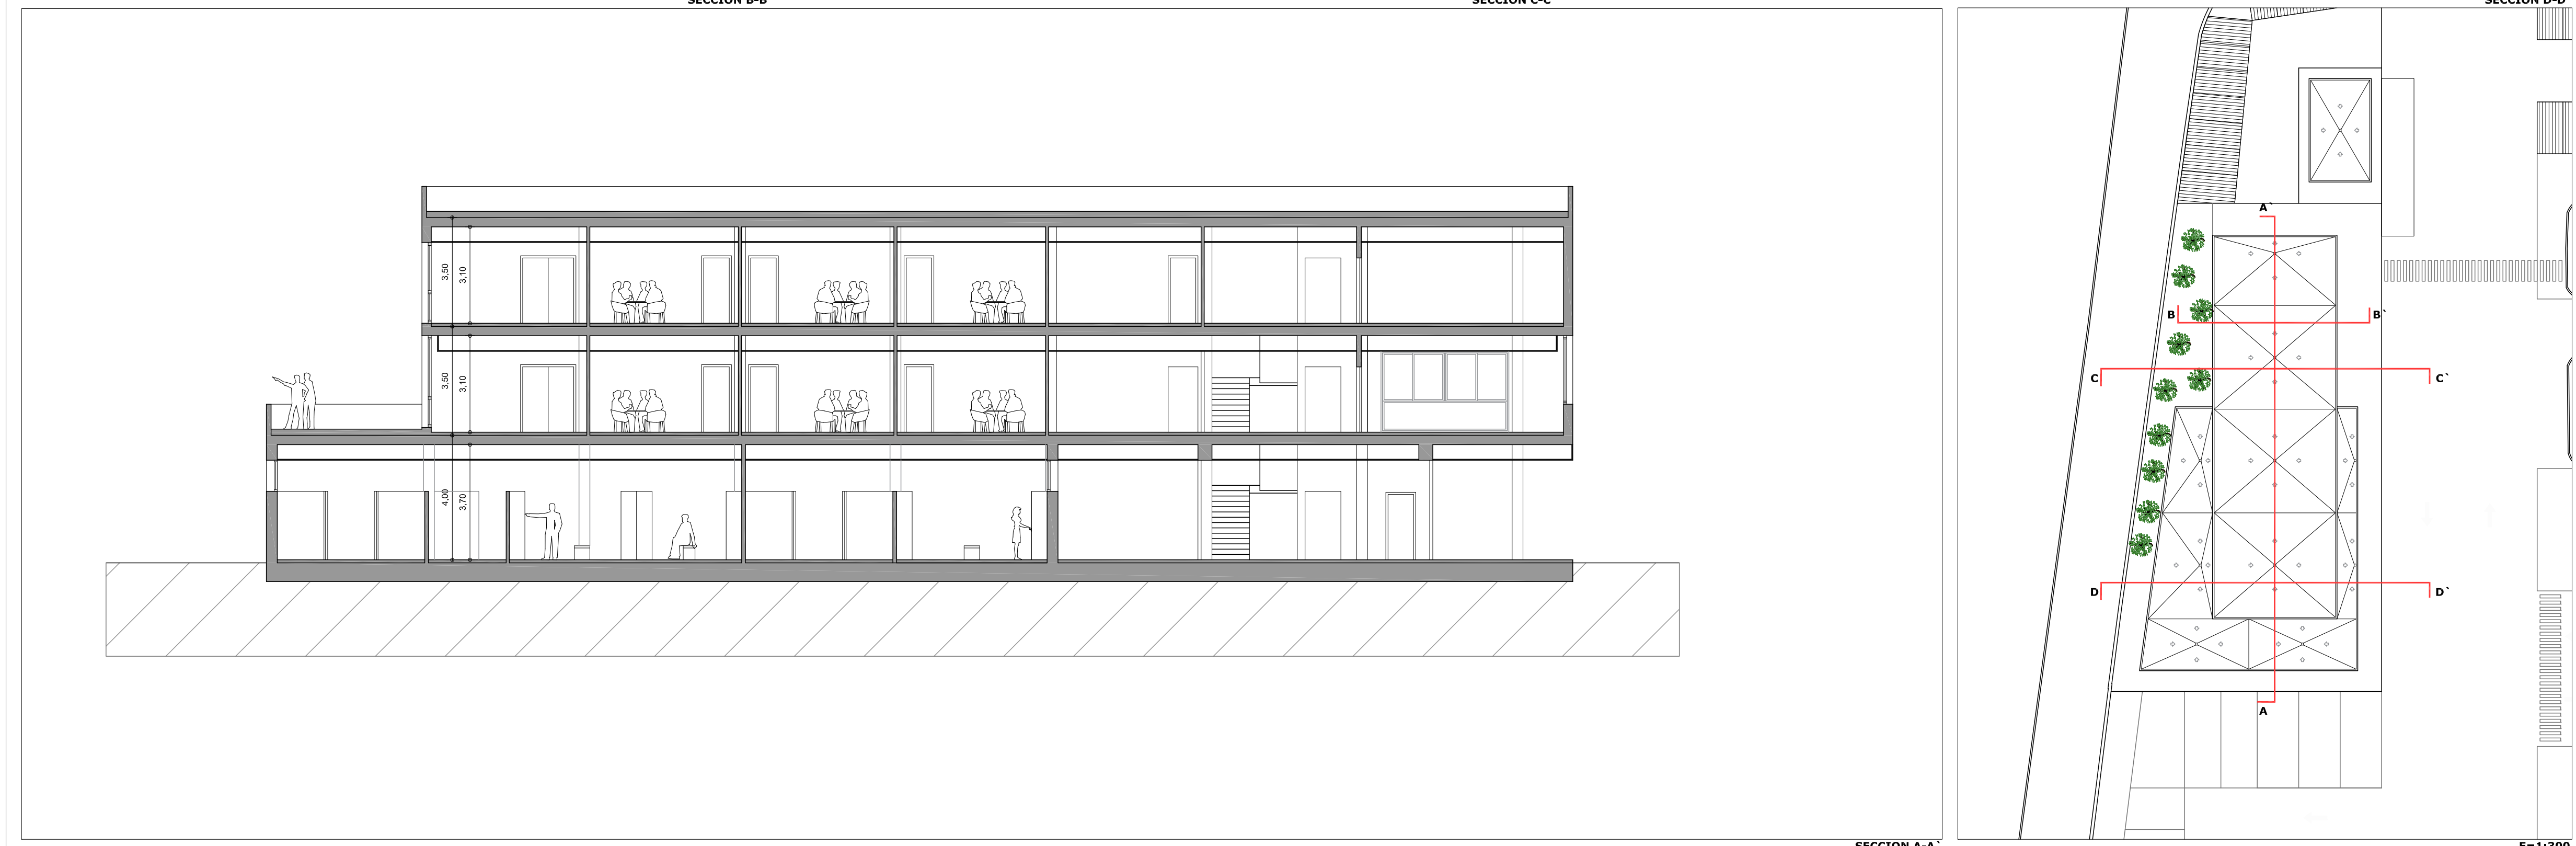 SECCION B-B`
SECCION C-C`
SECCION D-D`
3,50
3,10
3,50
3,10
4,00
3,70
A`
B
B`
C
C`
D
D`
A
SECCION A-A`
E=1:300